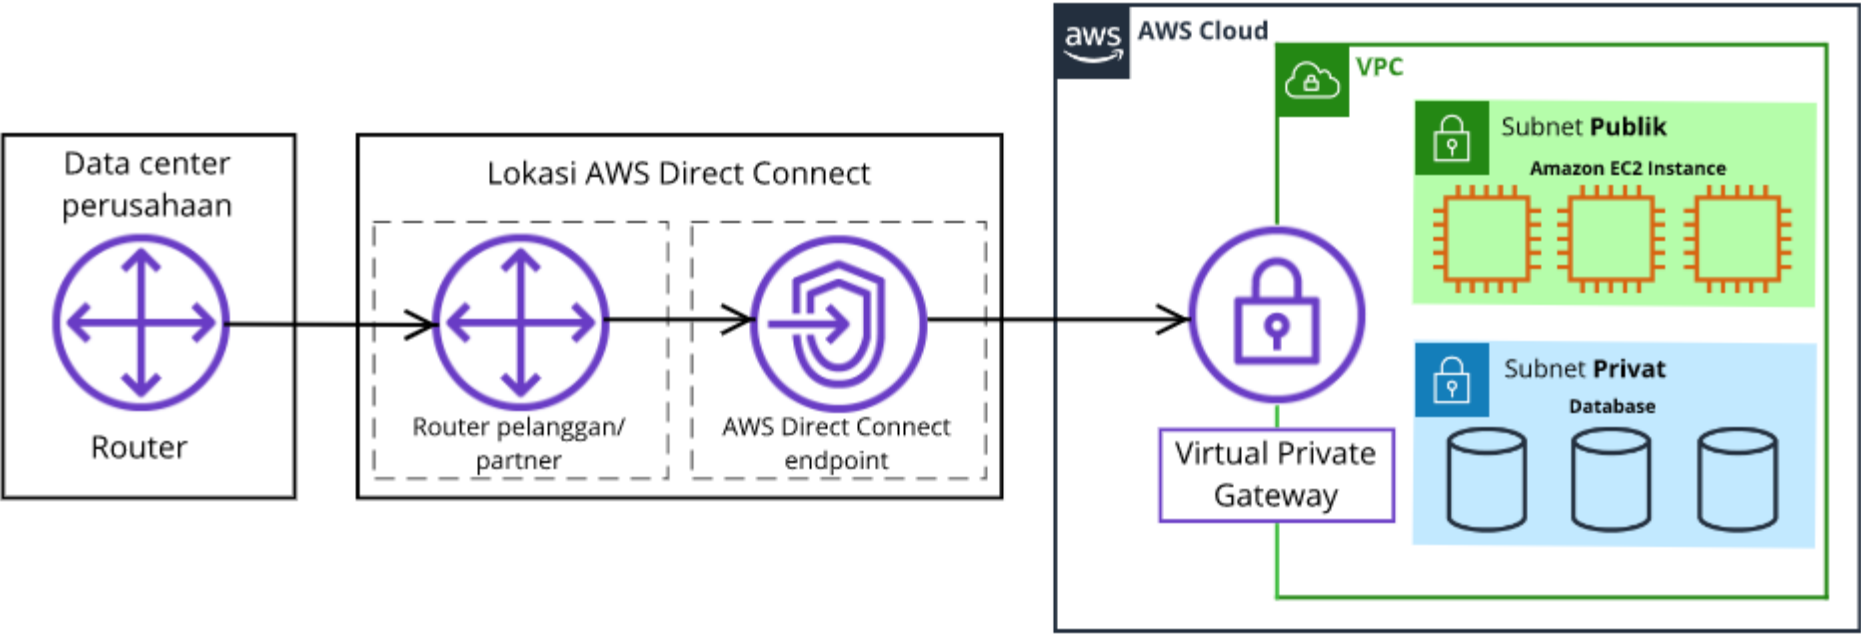 Data center
perusahaan
Router
Lokasi AWS Direct Connect
Router pelanggan/
partner
AWS Direct Connect
endpoint
aws
AWS Cloud
VPC
Virtual Private
Gateway
Subnet Publik
Amazon EC2 Instance
Subnet Privat
Database